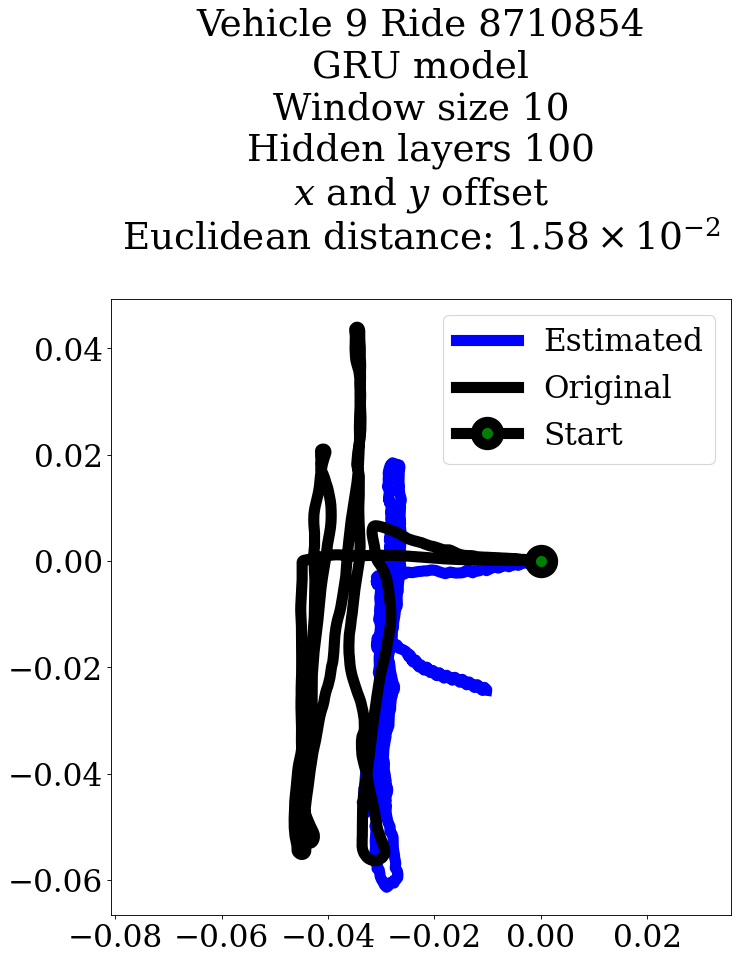 Vehicle 9 Ride 8710854
GRU model
Window size 10
Hidden layers 100
x and y offset
Euclidean distance: 1.58 × 10⁻²
Estimated
Original
Start
0.04
0.02
0.00
−0.02
−0.04
−0.06
−0.08 −0.06 −0.04 −0.02 0.00 0.02